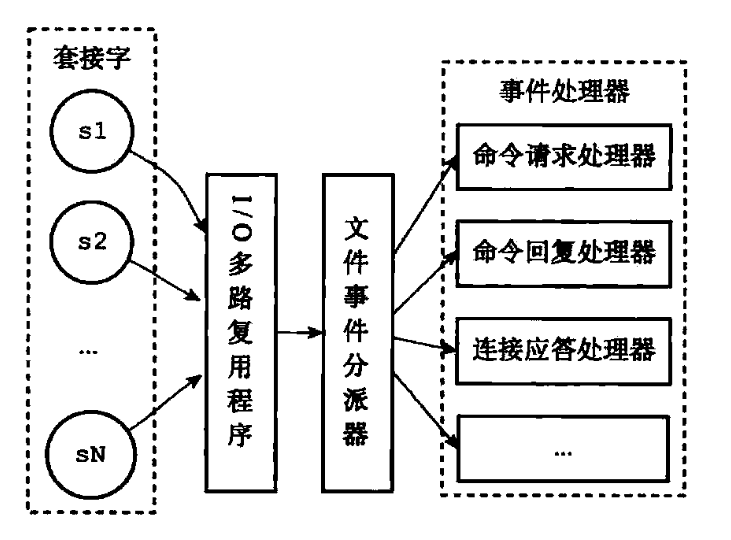 套接字
s1
s2
...
sN
I/O多路复用程序
文件事件分派器
事件处理器
命令请求处理器
命令回复处理器
连接应答处理器
...